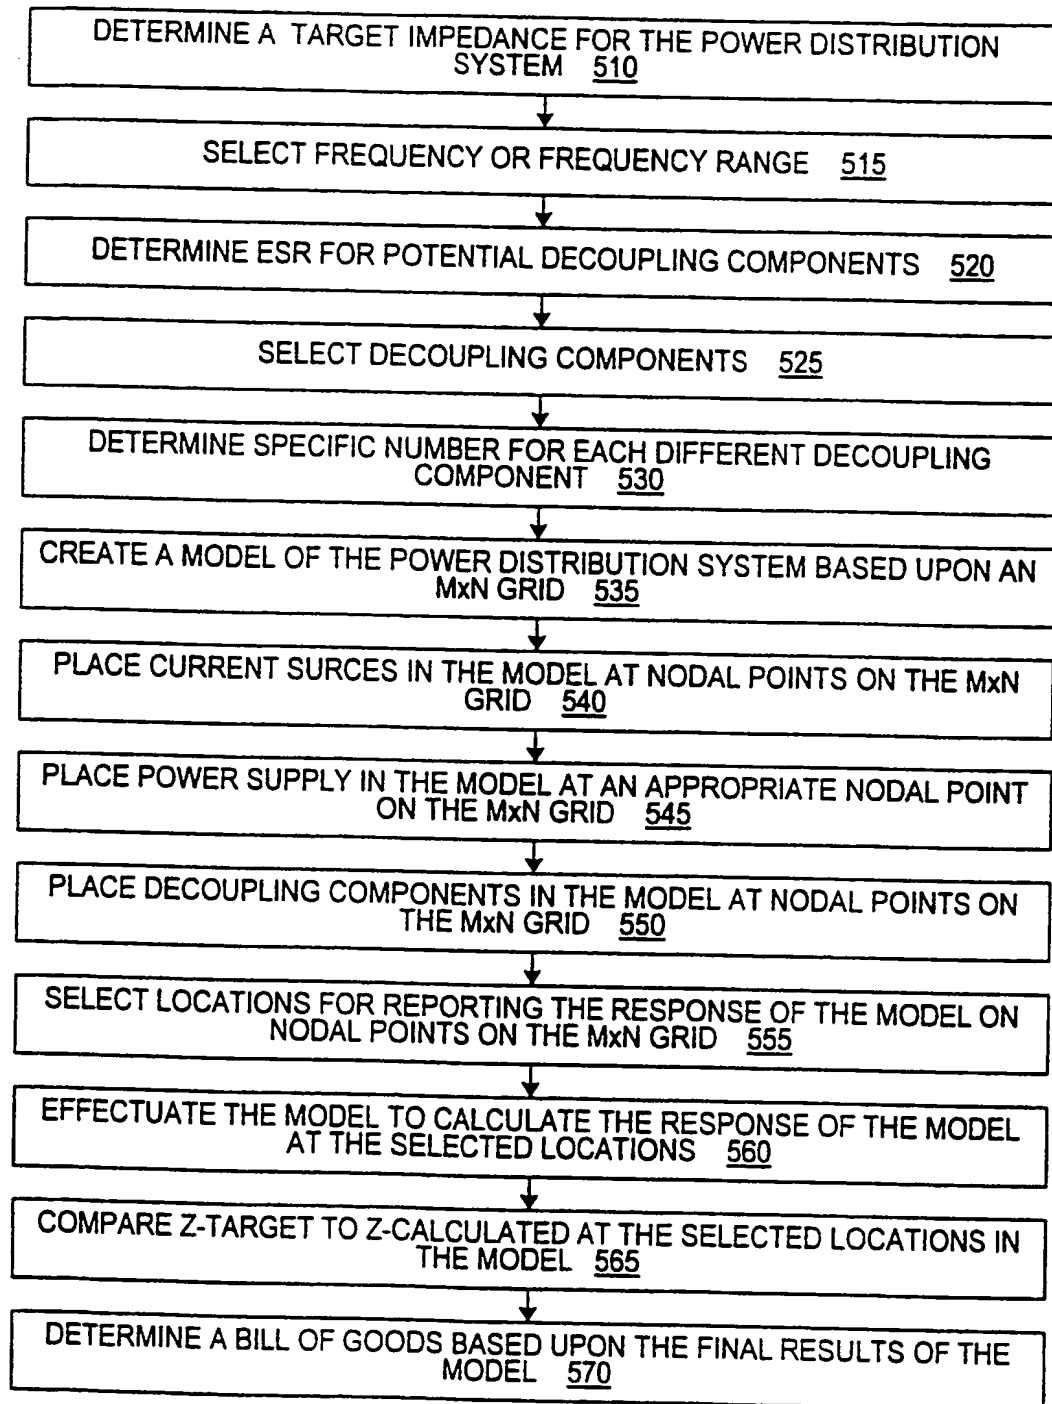 DETERMINE A TARGET IMPEDANCE FOR THE POWER DISTRIBUTION
SYSTEM 510
SELECT FREQUENCY OR FREQUENCY RANGE 515
DETERMINE ESR FOR POTENTIAL DECOUPLING COMPONENTS 520
SELECT DECOUPLING COMPONENTS 525
DETERMINE SPECIFIC NUMBER FOR EACH DIFFERENT DECOUPLING
COMPONENT 530
CREATE A MODEL OF THE POWER DISTRIBUTION SYSTEM BASED UPON AN
MxN GRID 535
PLACE CURRENT SURCES IN THE MODEL AT NODAL POINTS ON THE MxN
GRID 540
PLACE POWER SUPPLY IN THE MODEL AT AN APPROPRIATE NODAL POINT
ON THE MxN GRID 545
PLACE DECOUPLING COMPONENTS IN THE MODEL AT NODAL POINTS ON
THE MxN GRID 550
SELECT LOCATIONS FOR REPORTING THE RESPONSE OF THE MODEL ON
NODAL POINTS ON THE MxN GRID 555
EFFECTUATE THE MODEL TO CALCULATE THE RESPONSE OF THE MODEL
AT THE SELECTED LOCATIONS 560
COMPARE Z-TARGET TO Z-CALCULATED AT THE SELECTED LOCATIONS IN
THE MODEL 565
DETERMINE A BILL OF GOODS BASED UPON THE FINAL RESULTS OF THE
MODEL 570